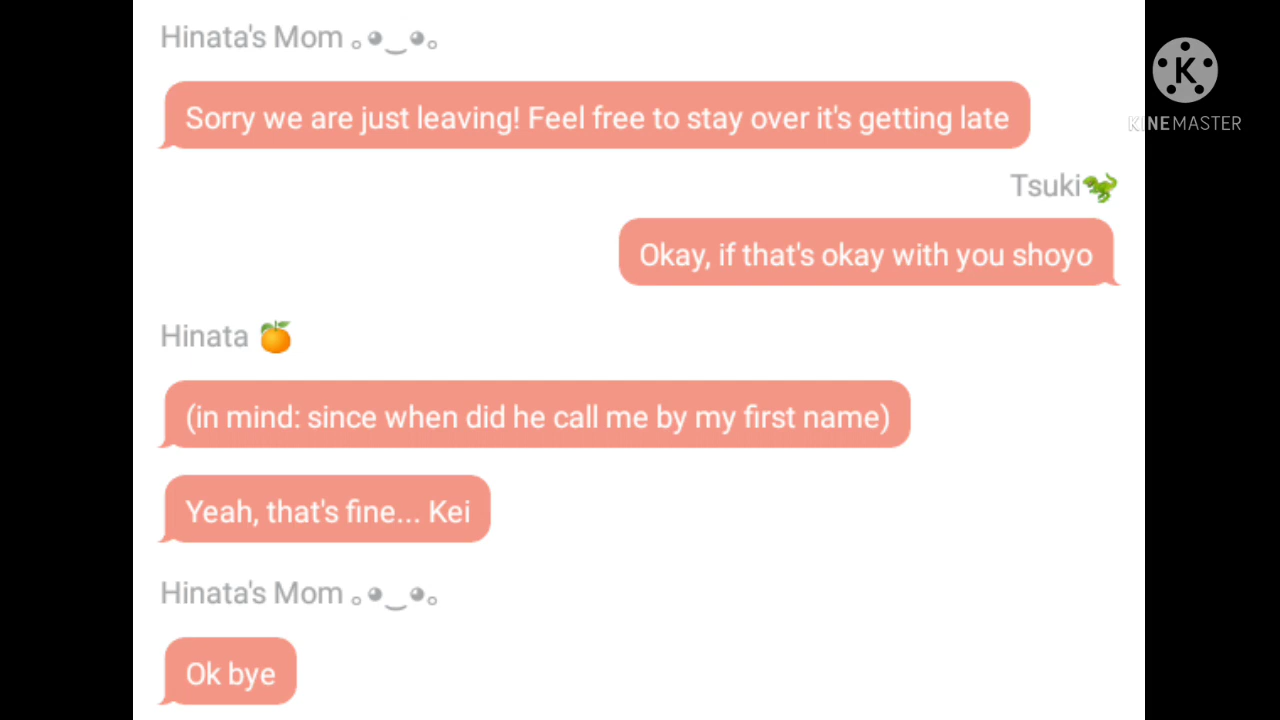 Hinata's Mom ｡◕‿◕｡
Sorry we are just leaving! Feel free to stay over it's getting late
Tsuki🦖
Okay, if that's okay with you shoyo
Hinata 🍊
(in mind: since when did he call me by my first name)
Yeah, that's fine... Kei
Hinata's Mom ｡◕‿◕｡
Ok bye
K
KINEMASTER